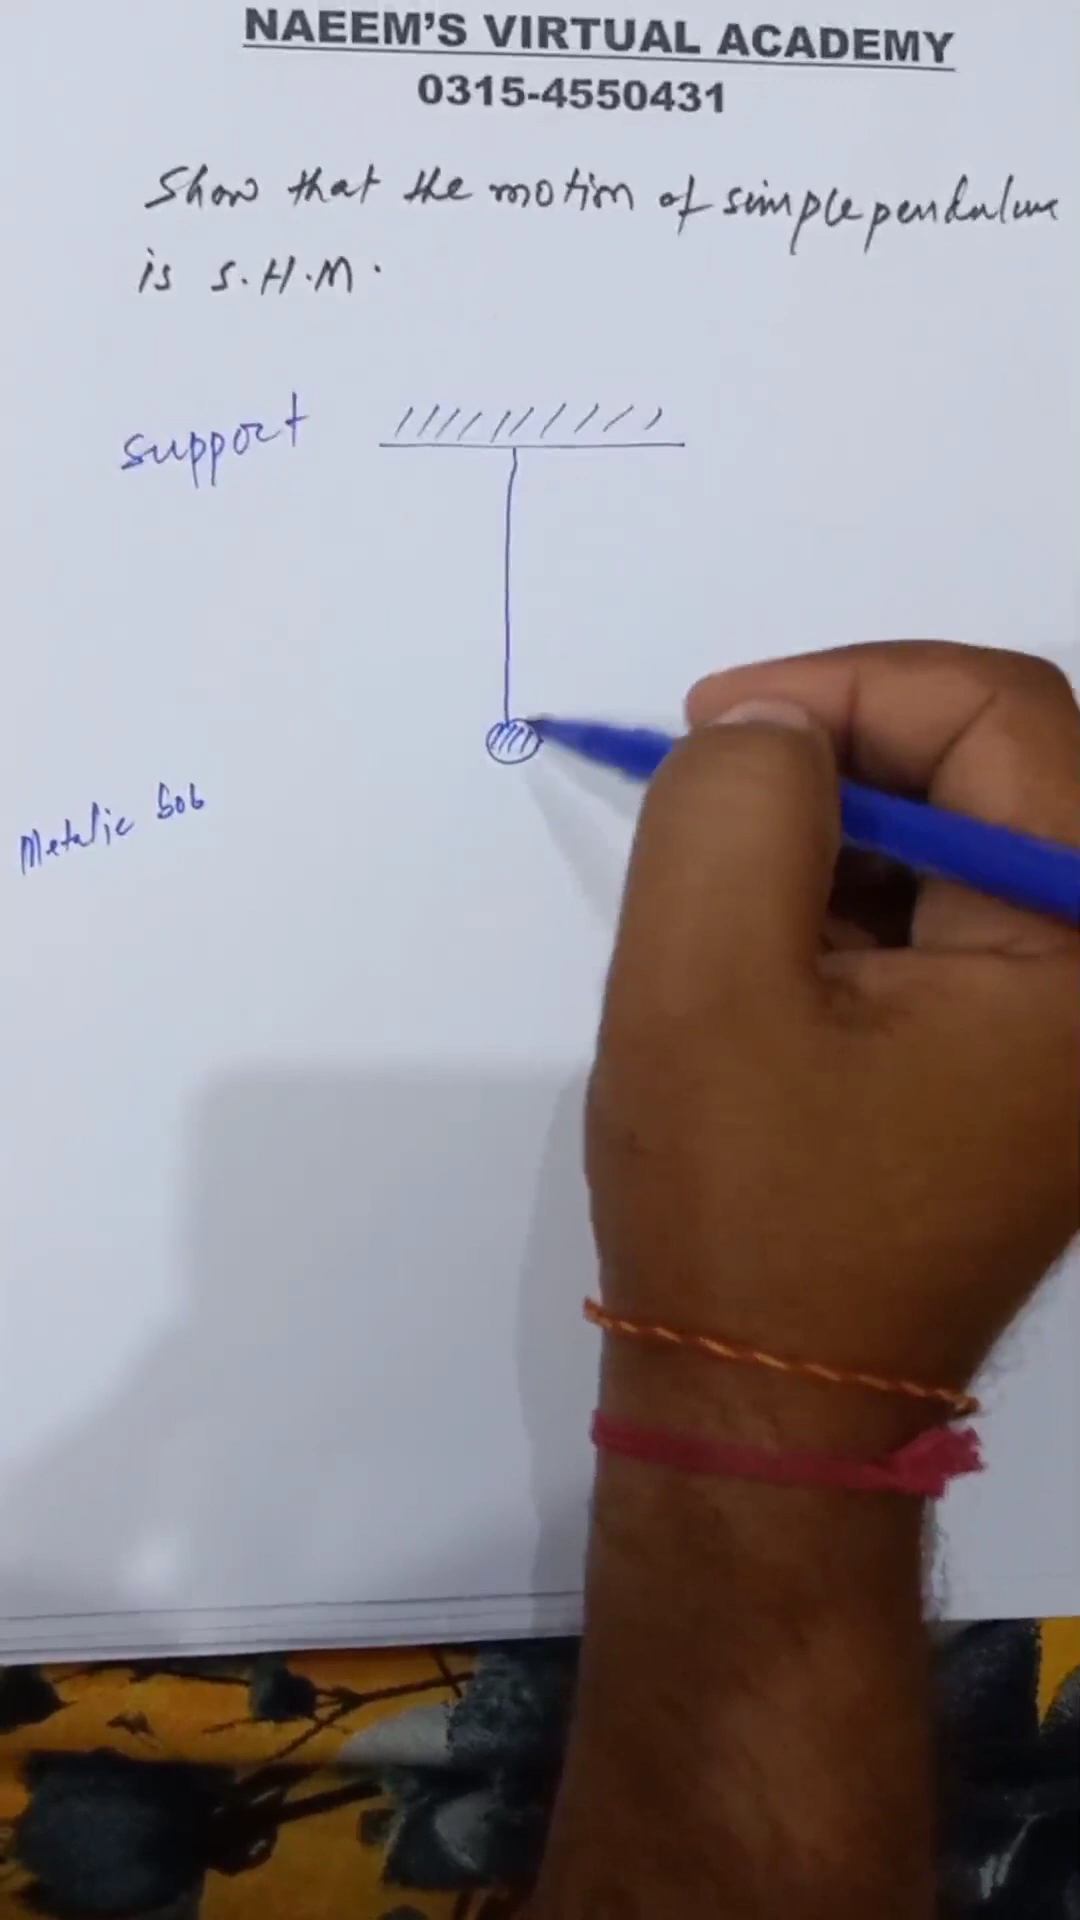 NAEEM'S VIRTUAL ACADEMY
0315-4550431
Show that the motion of simple pendulum
is S.H.M.
support
Metalic bob